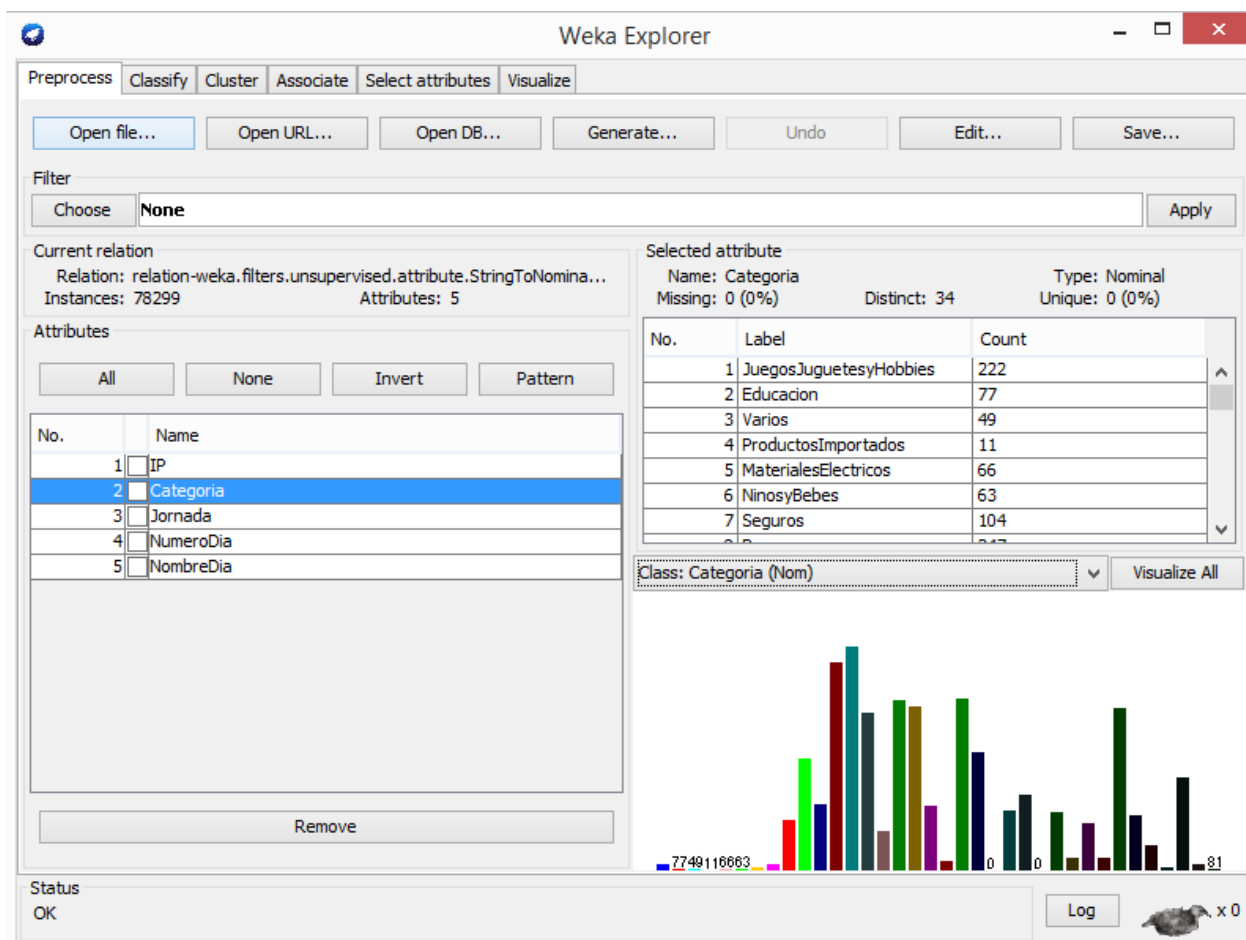 Weka Explorer
Preprocess Classify Cluster Associate Select attributes Visualize
Open file... Open URL... Open DB... Generate... Undo Edit... Save...
Filter
Choose None Apply
Current relation
Relation: relation-weka.filters.unsupervised.attribute.StringToNomina...
Instances: 78299 Attributes: 5
Attributes
All None Invert Pattern
No. Name
1 IP
2 Categoria
3 Jornada
4 NumeroDia
5 NombreDia
Remove
Selected attribute
Name: Categoria Type: Nominal
Missing: 0 (0%) Distinct: 34 Unique: 0 (0%)
No. Label Count
1 JuegosJuguetesyHobbies 222
2 Educacion 77
3 Varios 49
4 ProductosImportados 11
5 MaterialesElectricos 66
6 NinosyBebes 63
7 Seguros 104
Class: Categoria (Nom) Visualize All
7749116663 0 0 81
Status
OK Log x 0